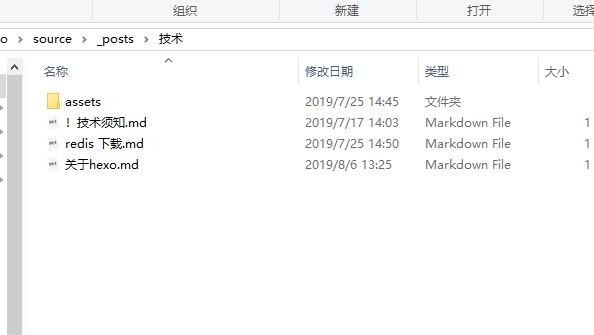 组织 新建 打开 选择
o › source › _posts › 技术
名称 修改日期 类型 大小
assets 2019/7/25 14:45 文件夹
！技术须知.md 2019/7/17 14:03 Markdown File 1
redis 下载.md 2019/7/25 14:50 Markdown File 1
关于hexo.md 2019/8/6 13:25 Markdown File 1